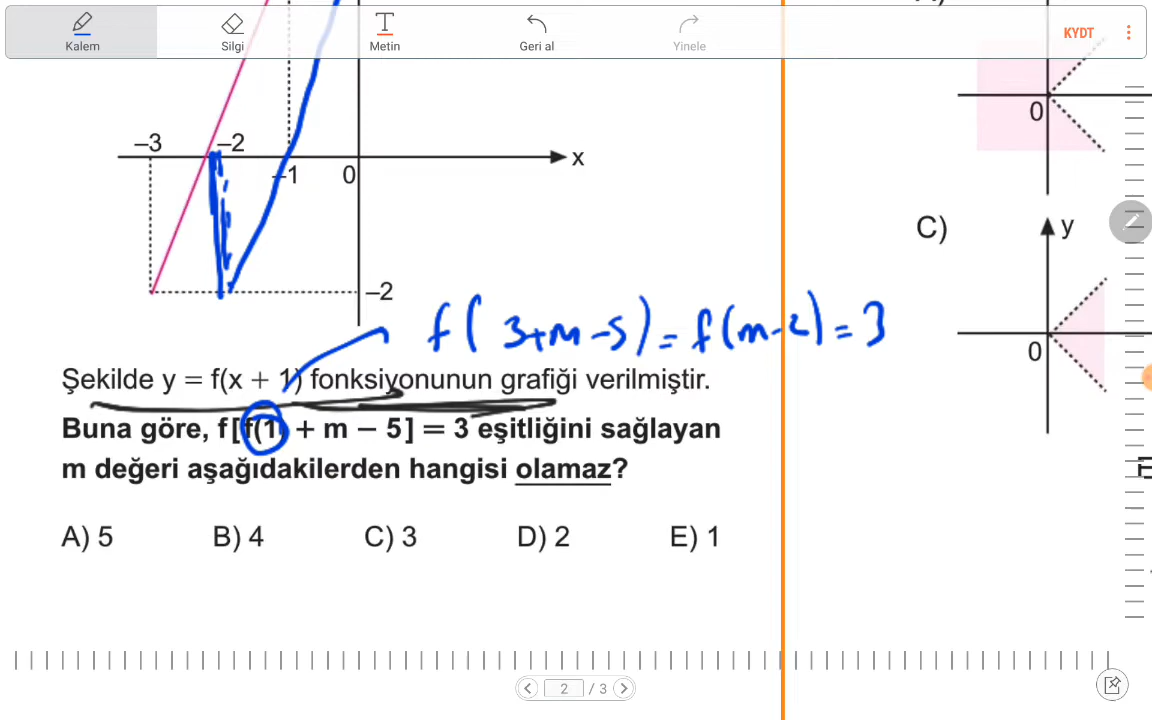 Kalem Silgi Metin Geri al Yinele KYDT
–3 –2
–1 0 x
–2
f(3+m–5) = f(m–2) = 3
Şekilde y = f(x + 1) fonksiyonunun grafiği verilmiştir.
Buna göre, f[f(1) + m – 5] = 3 eşitliğini sağlayan
m değeri aşağıdakilerden hangisi olamaz?
A) 5 B) 4 C) 3 D) 2 E) 1
0
C) y
0
2 / 3